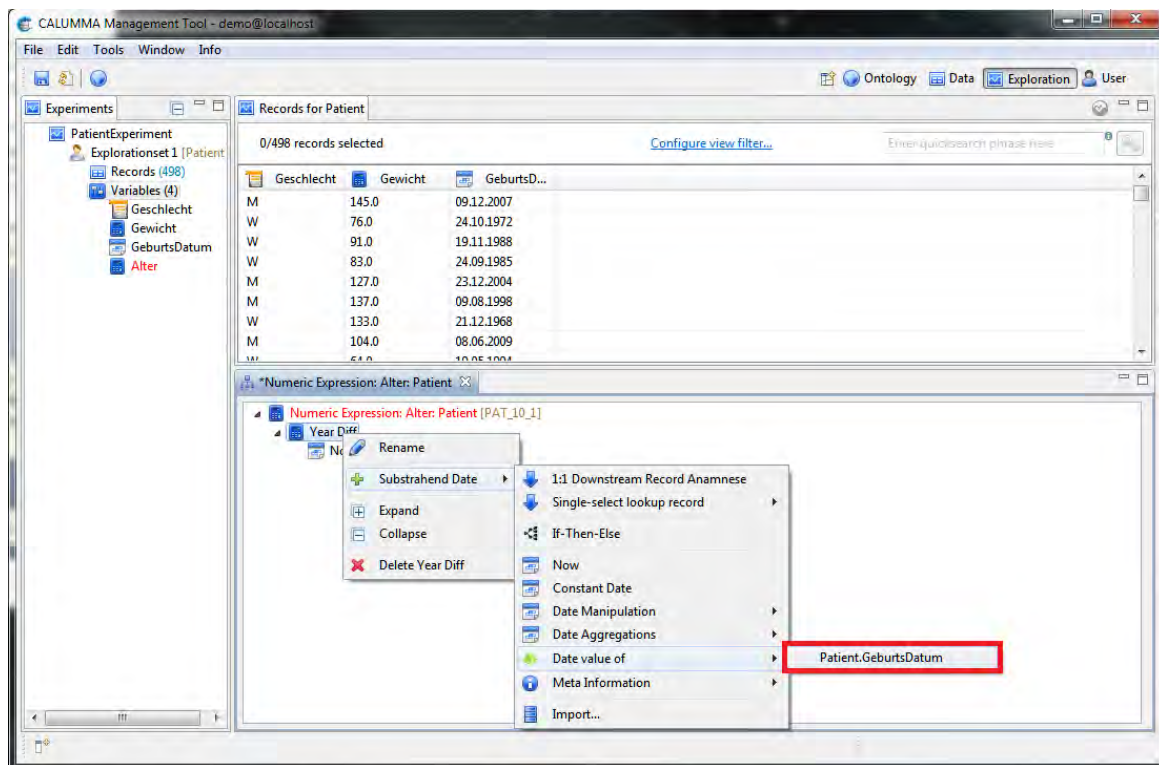 CALUMMA Management Tool - demo@localhost
File Edit Tools Window Info
Ontology Data Exploration User
Experiments
PatientExperiment
Explorationset 1 [Patient
Records (498)
Variables (4)
Geschlecht
Gewicht
GeburtsDatum
Alter
Records for Patient
0/498 records selected Configure view filter... Enter quicksearch phrase here
Geschlecht Gewicht GeburtsD...
M 145.0 09.12.2007
W 76.0 24.10.1972
W 91.0 19.11.1988
W 83.0 24.09.1985
M 127.0 23.12.2004
M 137.0 09.08.1998
W 133.0 21.12.1968
M 104.0 08.06.2009
*Numeric Expression: Alter: Patient
Numeric Expression: Alter: Patient [PAT_10_1]
Year Diff
Rename
Substrahend Date
Expand
Collapse
Delete Year Diff
1:1 Downstream Record Anamnese
Single-select lookup record
If-Then-Else
Now
Constant Date
Date Manipulation
Date Aggregations
Date value of
Meta Information
Import...
Patient.GeburtsDatum